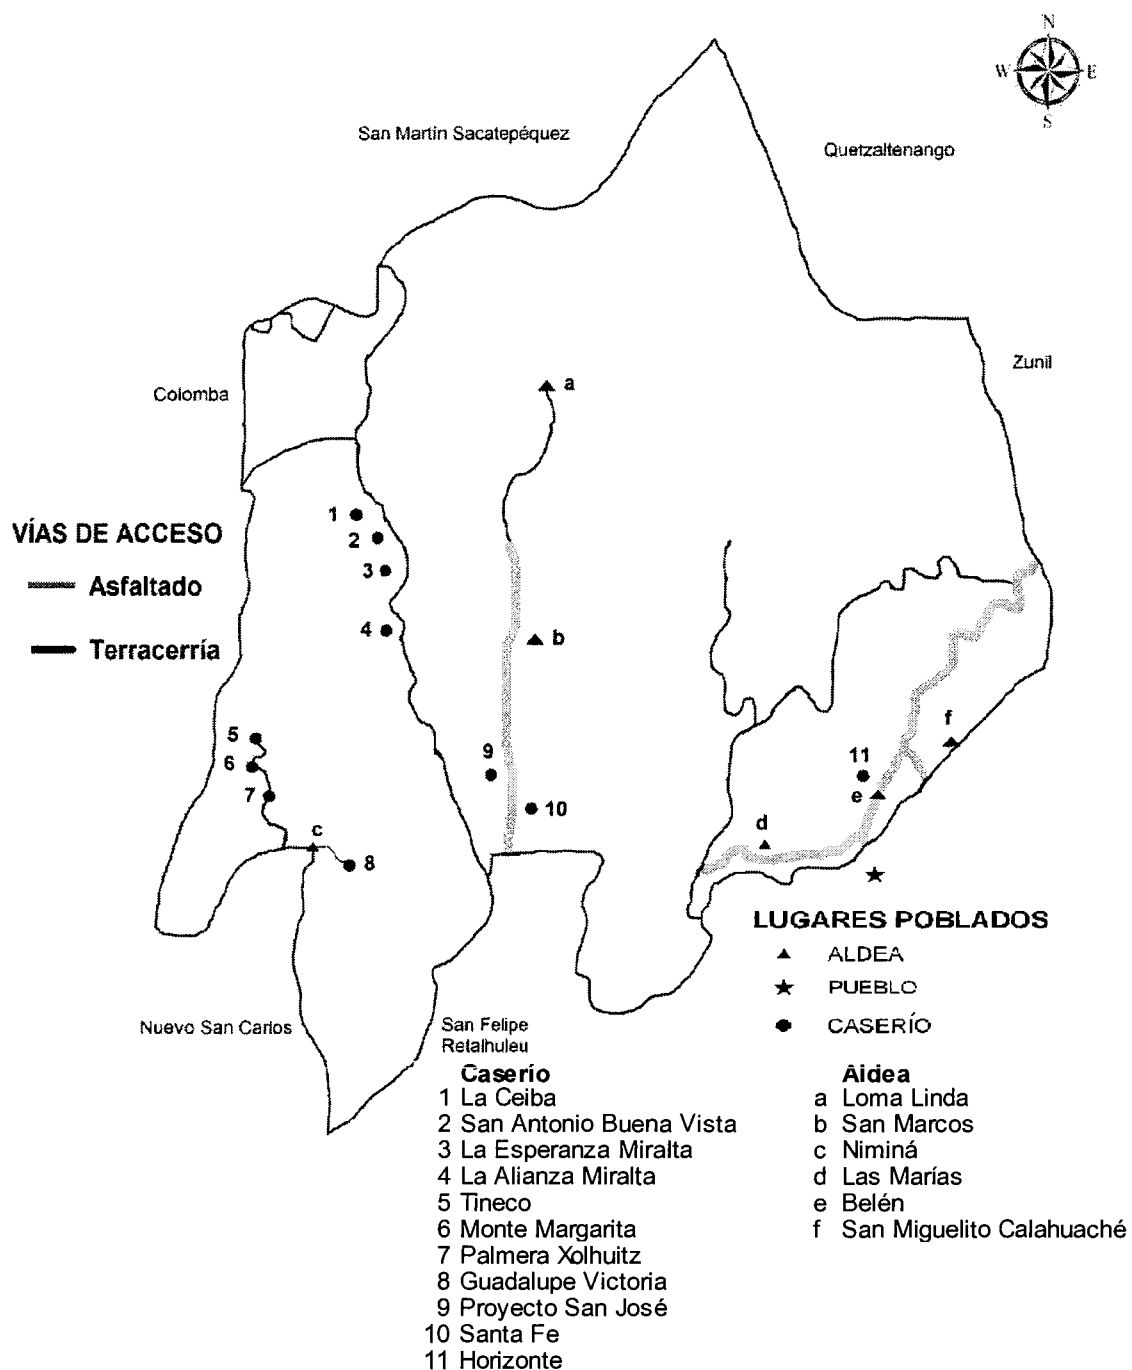 N
W E
S
San Martín Sacatepéquez
Quetzaltenango
Zunil
Colomba
a
VÍAS DE ACCESO
Asfaltado
Terracerría
1
2
3
4
b
5
6
7
c
8
9
10
11
d
e
f
LUGARES POBLADOS
ALDEA
PUEBLO
CASERÍO
Nuevo San Carlos
San Felipe
Retalhuleu
Caserío
1 La Ceiba
2 San Antonio Buena Vista
3 La Esperanza Miralta
4 La Alianza Miralta
5 Tineco
6 Monte Margarita
7 Palmera Xolhuitz
8 Guadalupe Victoria
9 Proyecto San José
10 Santa Fe
11 Horizonte
Aldea
a Loma Linda
b San Marcos
c Niminá
d Las Marías
e Belén
f San Miguelito Calahuaché